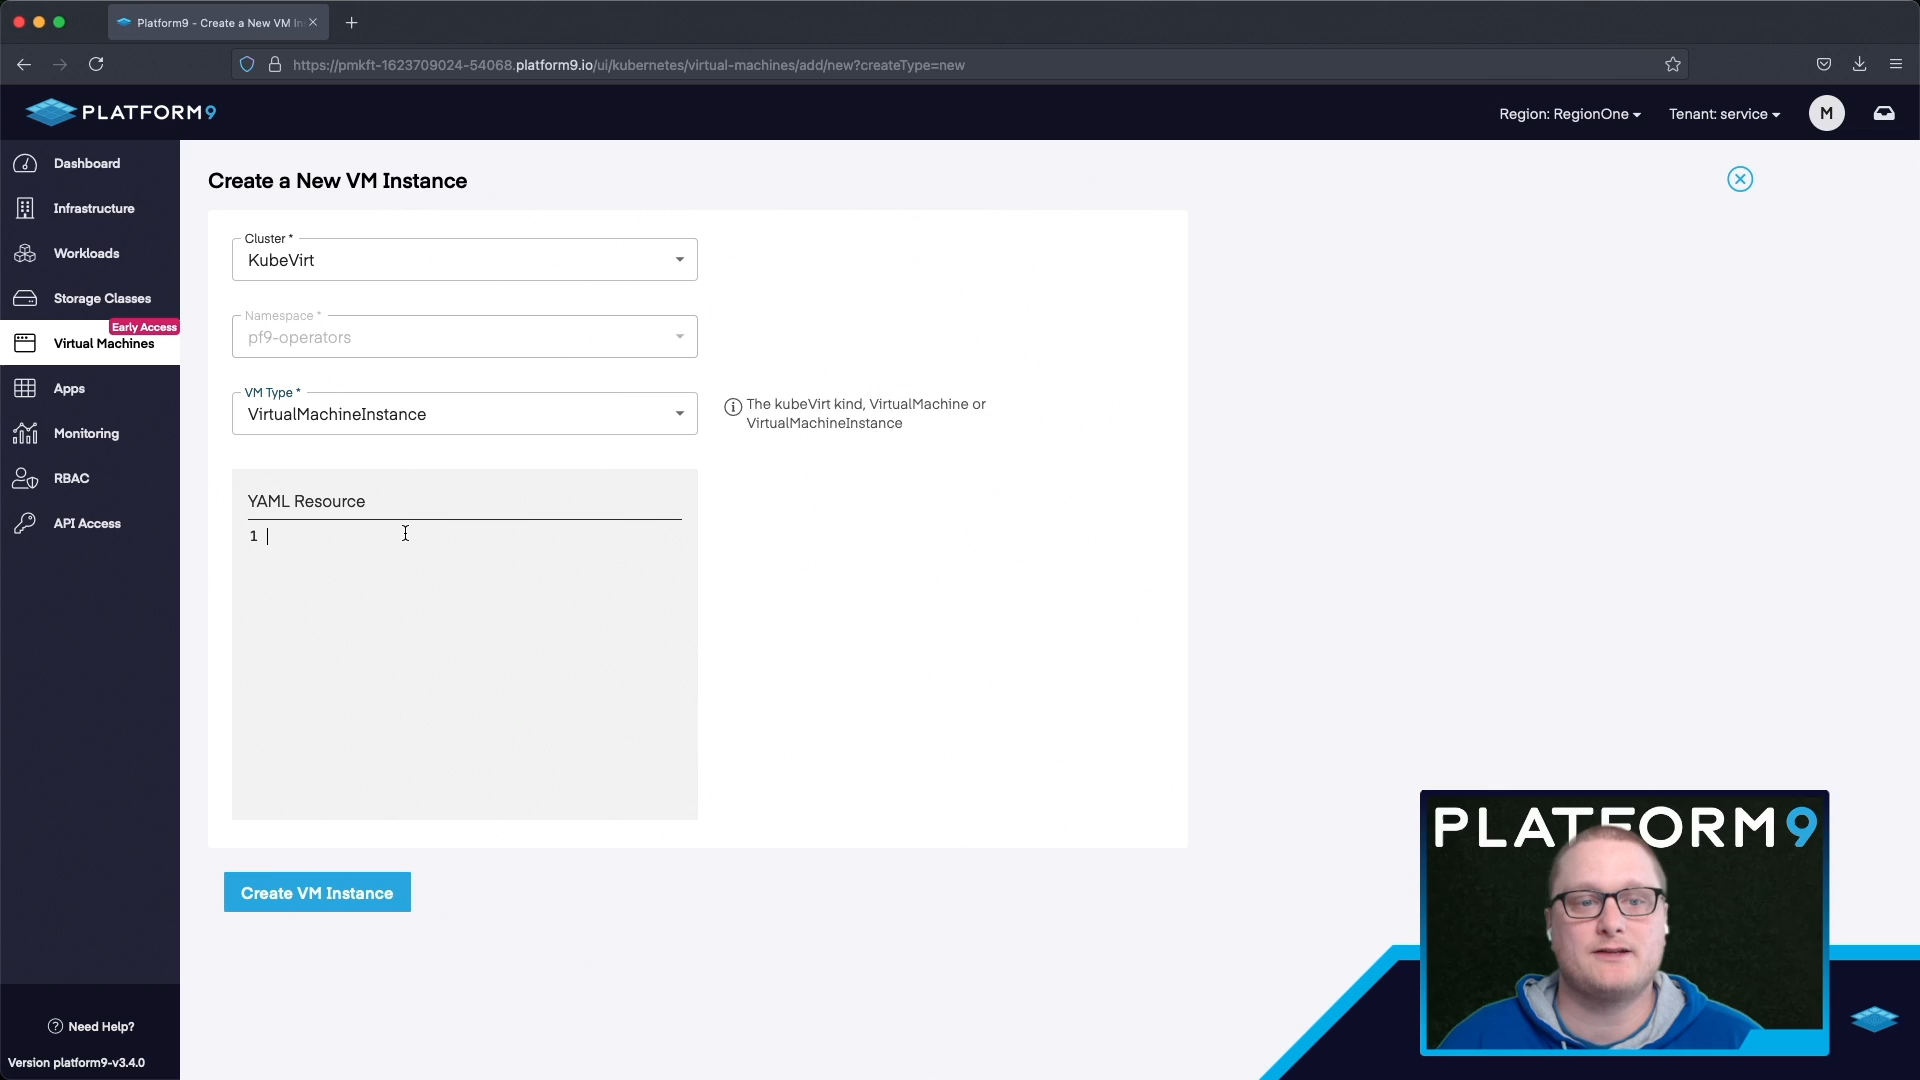 Platform9 - Create a New VM In
https://pmkft-1623709024-54068.platform9.io/ui/kubernetes/virtual-machines/add/new?createType=new
PLATFORM9
Region: RegionOne
Tenant: service
M
Dashboard
Infrastructure
Workloads
Storage Classes
Early Access
Virtual Machines
Apps
Monitoring
RBAC
API Access
Need Help?
Version platform9-v3.4.0
Create a New VM Instance
Cluster *
KubeVirt
Namespace *
pf9-operators
VM Type *
VirtualMachineInstance
The kubeVirt kind, VirtualMachine or
VirtualMachineInstance
YAML Resource
1
Create VM Instance
PLATFORM9